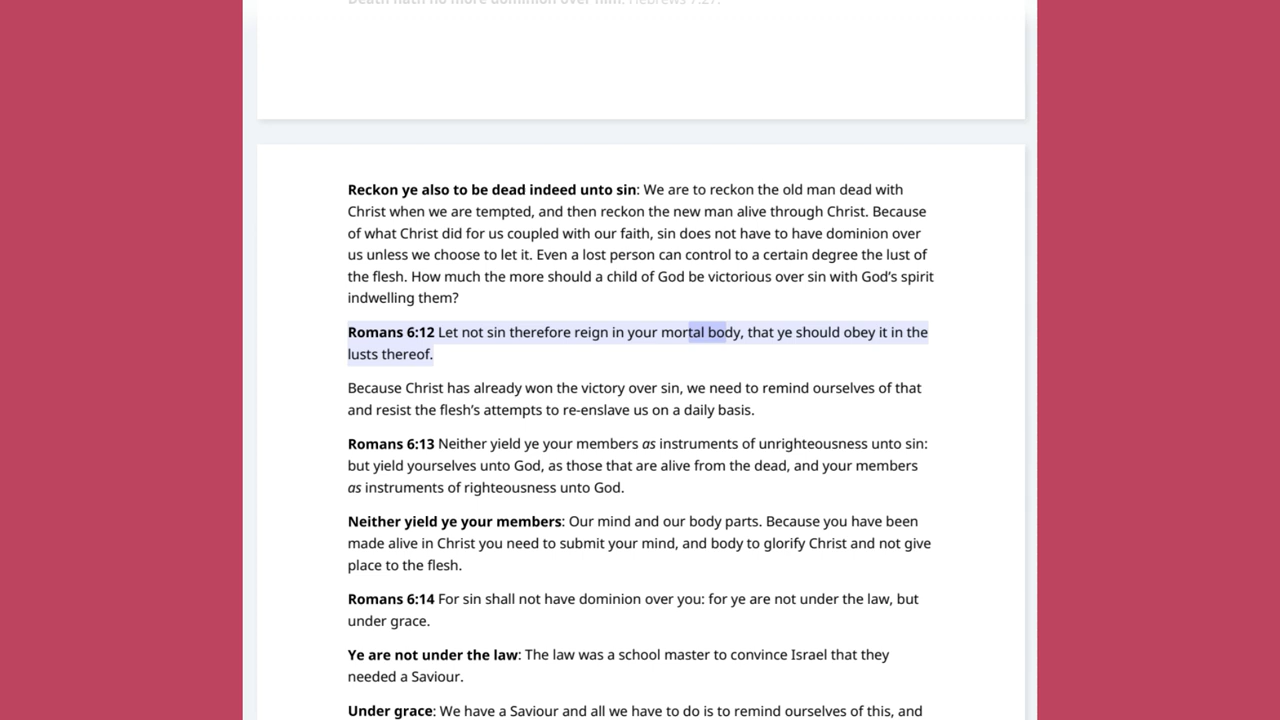 Death hath no more dominion over him: Hebrews 7:27.
Reckon ye also to be dead indeed unto sin: We are to reckon the old man dead with
Christ when we are tempted, and then reckon the new man alive through Christ. Because
of what Christ did for us coupled with our faith, sin does not have to have dominion over
us unless we choose to let it. Even a lost person can control to a certain degree the lust of
the flesh. How much the more should a child of God be victorious over sin with God’s spirit
indwelling them?
Romans 6:12 Let not sin therefore reign in your mortal body, that ye should obey it in the
lusts thereof.
Because Christ has already won the victory over sin, we need to remind ourselves of that
and resist the flesh’s attempts to re-enslave us on a daily basis.
Romans 6:13 Neither yield ye your members as instruments of unrighteousness unto sin:
but yield yourselves unto God, as those that are alive from the dead, and your members
as instruments of righteousness unto God.
Neither yield ye your members: Our mind and our body parts. Because you have been
made alive in Christ you need to submit your mind, and body to glorify Christ and not give
place to the flesh.
Romans 6:14 For sin shall not have dominion over you: for ye are not under the law, but
under grace.
Ye are not under the law: The law was a school master to convince Israel that they
needed a Saviour.
Under grace: We have a Saviour and all we have to do is to remind ourselves of this, and